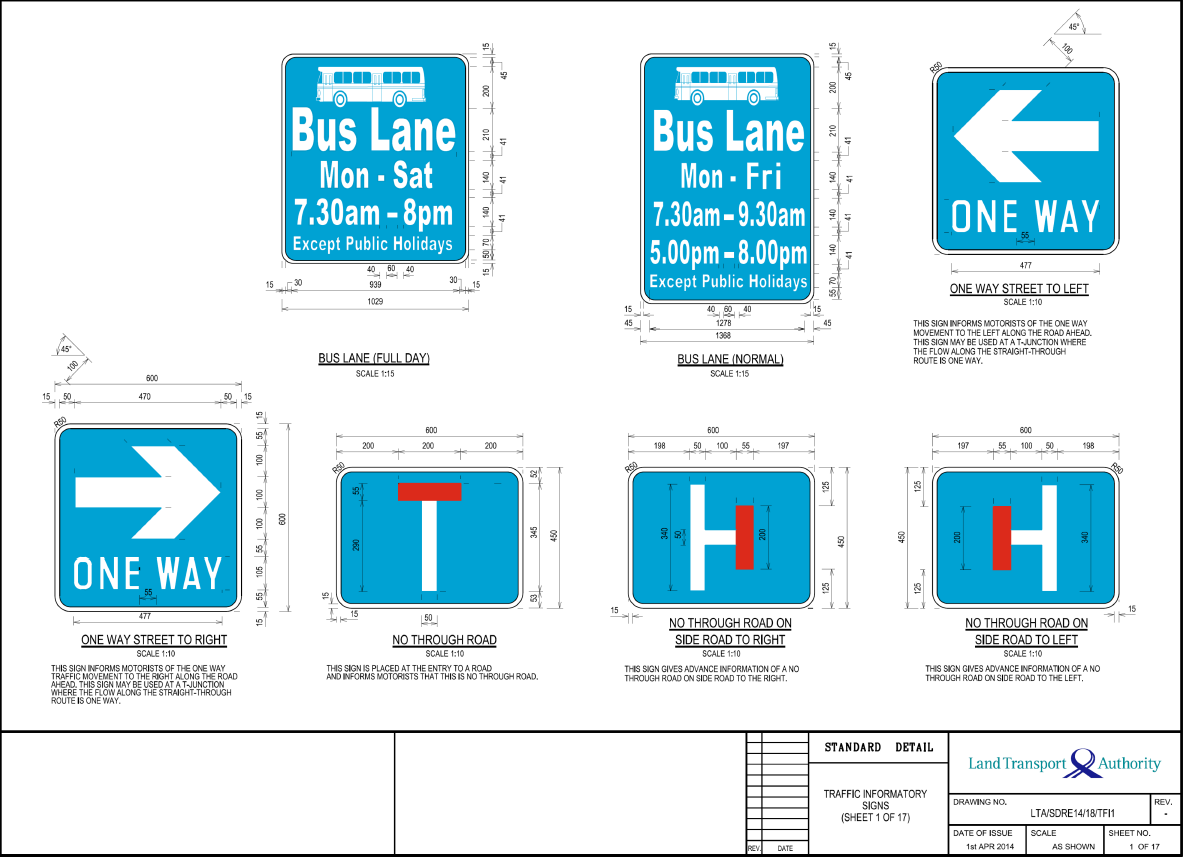 Bus Lane
Mon - Sat
7.30am – 8pm
Except Public Holidays
15
45
200
210
41
140
41
140
41
70
50
15
40
60
40
15
30
939
30
15
1029
BUS LANE (FULL DAY)
SCALE 1:15
Bus Lane
Mon - Fri
7.30am – 9.30am
5.00pm – 8.00pm
Except Public Holidays
15
45
200
210
41
140
41
140
41
140
41
70
55
15
40
60
40
15
45
1278
45
1368
BUS LANE (NORMAL)
SCALE 1:15
45°
100
R50
ONE WAY
55
477
ONE WAY STREET TO LEFT
SCALE 1:10
THIS SIGN INFORMS MOTORISTS OF THE ONE WAY
MOVEMENT TO THE LEFT ALONG THE ROAD AHEAD.
THIS SIGN MAY BE USED AT A T-JUNCTION WHERE
THE FLOW ALONG THE STRAIGHT-THROUGH
ROUTE IS ONE WAY.
45°
100
600
15
50
470
50
15
R50
15
55
100
100
100
55
105
55
15
600
ONE WAY
55
477
ONE WAY STREET TO RIGHT
SCALE 1:10
THIS SIGN INFORMS MOTORISTS OF THE ONE WAY
TRAFFIC MOVEMENT TO THE RIGHT ALONG THE ROAD
AHEAD. THIS SIGN MAY BE USED AT A T-JUNCTION
WHERE THE FLOW ALONG THE STRAIGHT-THROUGH
ROUTE IS ONE WAY.
600
200
200
200
R50
55
290
52
345
53
450
15
15
50
NO THROUGH ROAD
SCALE 1:10
THIS SIGN IS PLACED AT THE ENTRY TO A ROAD
AND INFORMS MOTORISTS THAT THIS IS NO THROUGH ROAD.
600
198
50
100
55
197
R50
340
50
200
125
125
450
15
NO THROUGH ROAD ON
SIDE ROAD TO RIGHT
SCALE 1:10
THIS SIGN GIVES ADVANCE INFORMATION OF A NO
THROUGH ROAD ON SIDE ROAD TO THE RIGHT.
600
197
55
100
50
198
R50
125
450
200
340
125
15
NO THROUGH ROAD ON
SIDE ROAD TO LEFT
SCALE 1:10
THIS SIGN GIVES ADVANCE INFORMATION OF A NO
THROUGH ROAD ON SIDE ROAD TO THE LEFT.
REV.
DATE
STANDARD DETAIL
TRAFFIC INFORMATORY
SIGNS
(SHEET 1 OF 17)
Land Transport Authority
DRAWING NO.
LTA/SDRE14/18/TFI1
REV.
-
DATE OF ISSUE
1st APR 2014
SCALE
AS SHOWN
SHEET NO.
1 OF 17